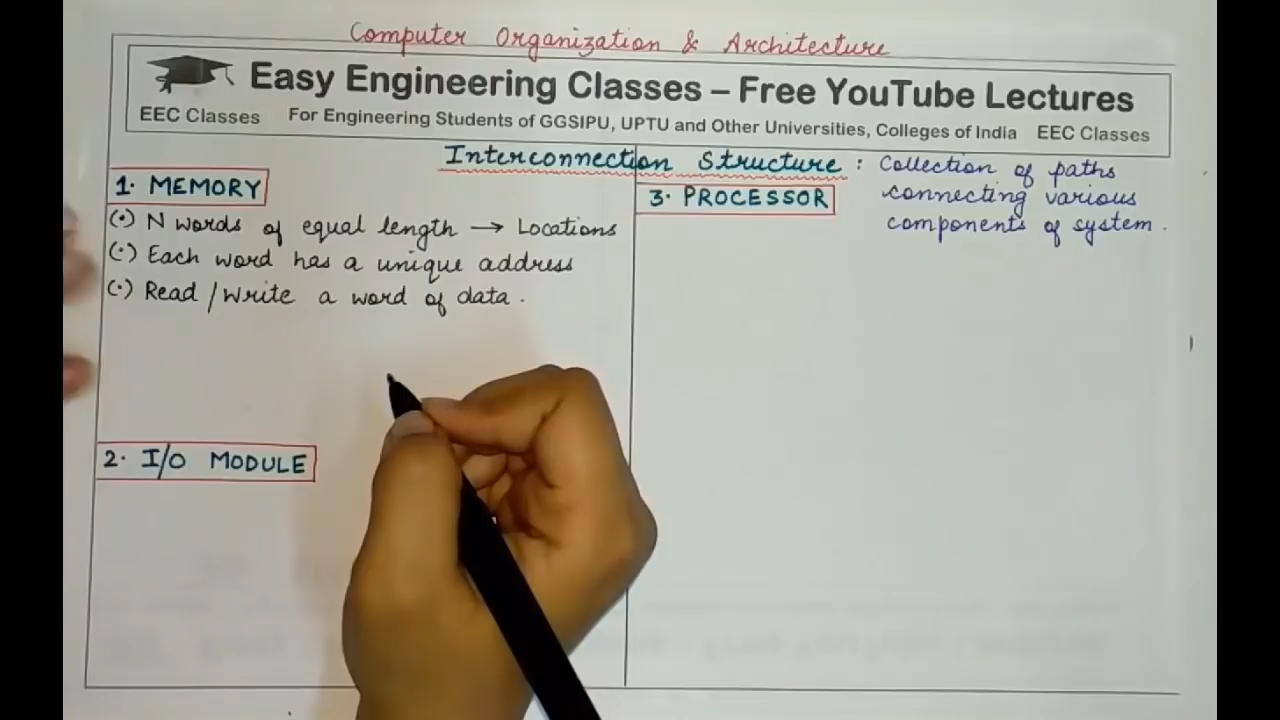 Computer Organization & Architecture
Easy Engineering Classes – Free YouTube Lectures
EEC Classes For Engineering Students of GGSIPU, UPTU and Other Universities, Colleges of India EEC Classes
Interconnection Structure : Collection of paths
connecting various
components of system.
1. MEMORY
(•) N words of equal length → Locations
(•) Each word has a unique address
(•) Read/Write a word of data.
2. I/O MODULE
3. PROCESSOR